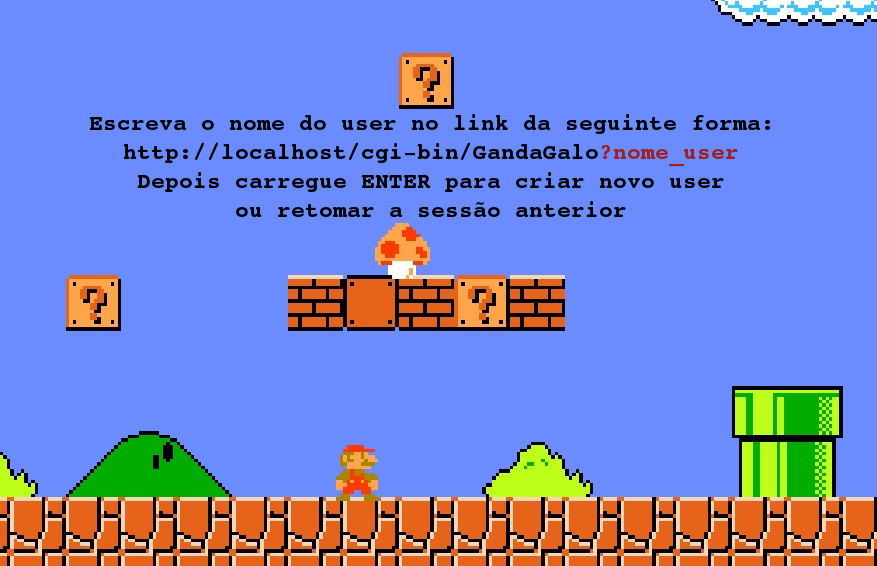 ?
Escreva o nome do user no link da seguinte forma:
http://localhost/cgi-bin/GandaGalo?nome_user
Depois carregue ENTER para criar novo user
ou retomar a sessão anterior
? ?